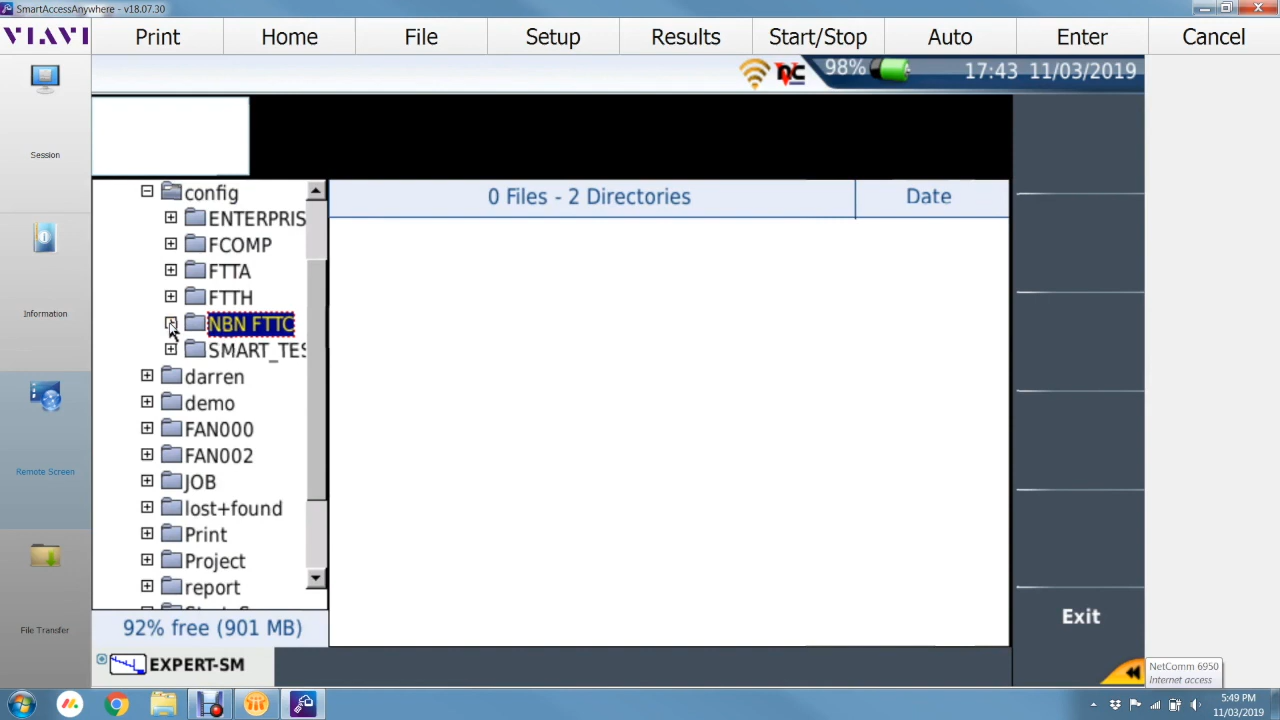 SmartAccessAnywhere - v18.07.30
VIAVI Print Home File Setup Results Start/Stop Auto Enter Cancel
98% 17:43 11/03/2019
Session
Information
Remote Screen
File Transfer
config
ENTERPRIS
FCOMP
FTTA
FTTH
NBN FTTC
SMART_TES
darren
demo
FAN000
FAN002
JOB
lost+found
Print
Project
report
92% free (901 MB)
EXPERT-SM
0 Files - 2 Directories Date
Exit
NetComm 6950
Internet access
5:49 PM
11/03/2019